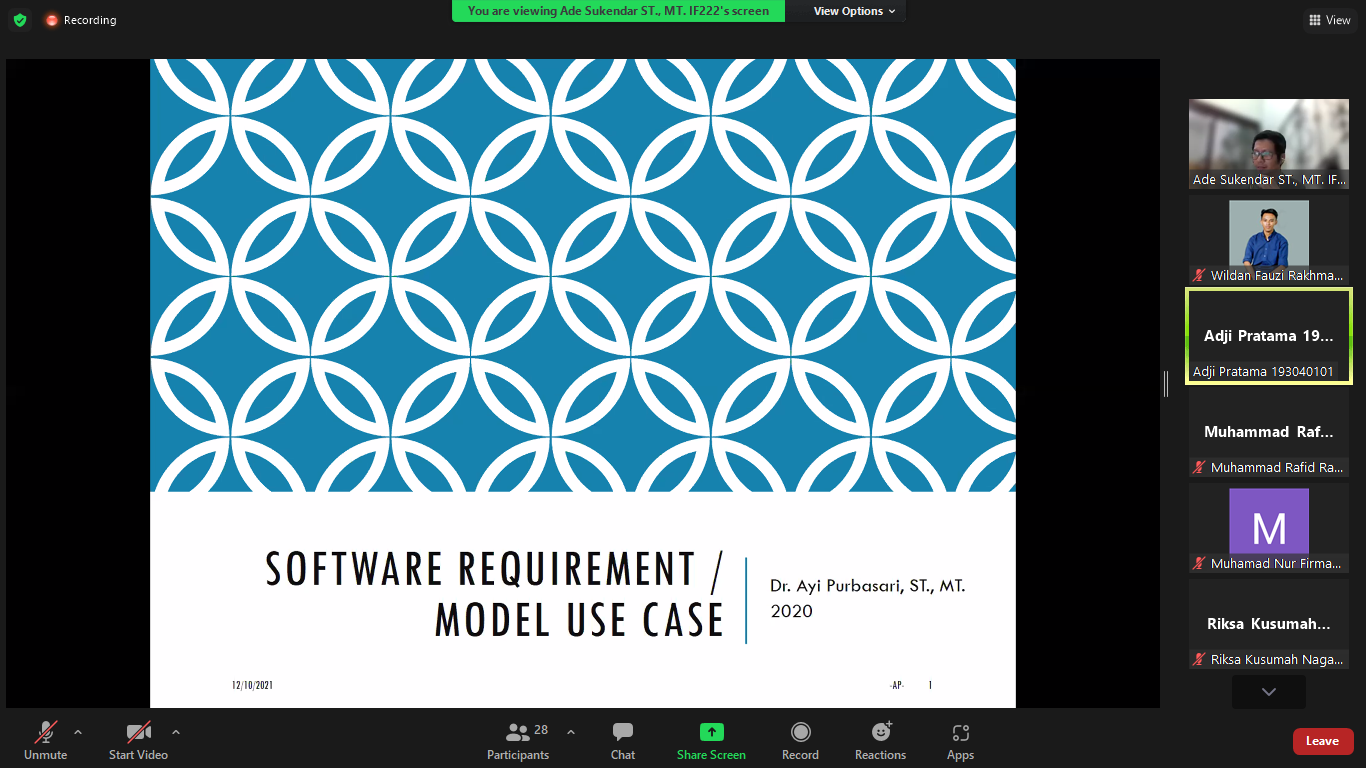 Recording
You are viewing Ade Sukendar ST., MT. IF222's screen
View Options
View
SOFTWARE REQUIREMENT /
MODEL USE CASE
Dr. Ayi Purbasari, ST., MT.
2020
12/10/2021
-AP-
1
Ade Sukendar ST., MT. IF...
Wildan Fauzi Rakhma...
Adji Pratama 19...
Adji Pratama 193040101
Muhammad Raf...
Muhammad Rafid Ra...
M
Muhamad Nur Firma...
Riksa Kusumah...
Riksa Kusumah Naga...
Unmute
Start Video
28
Participants
Chat
Share Screen
Record
Reactions
Apps
Leave